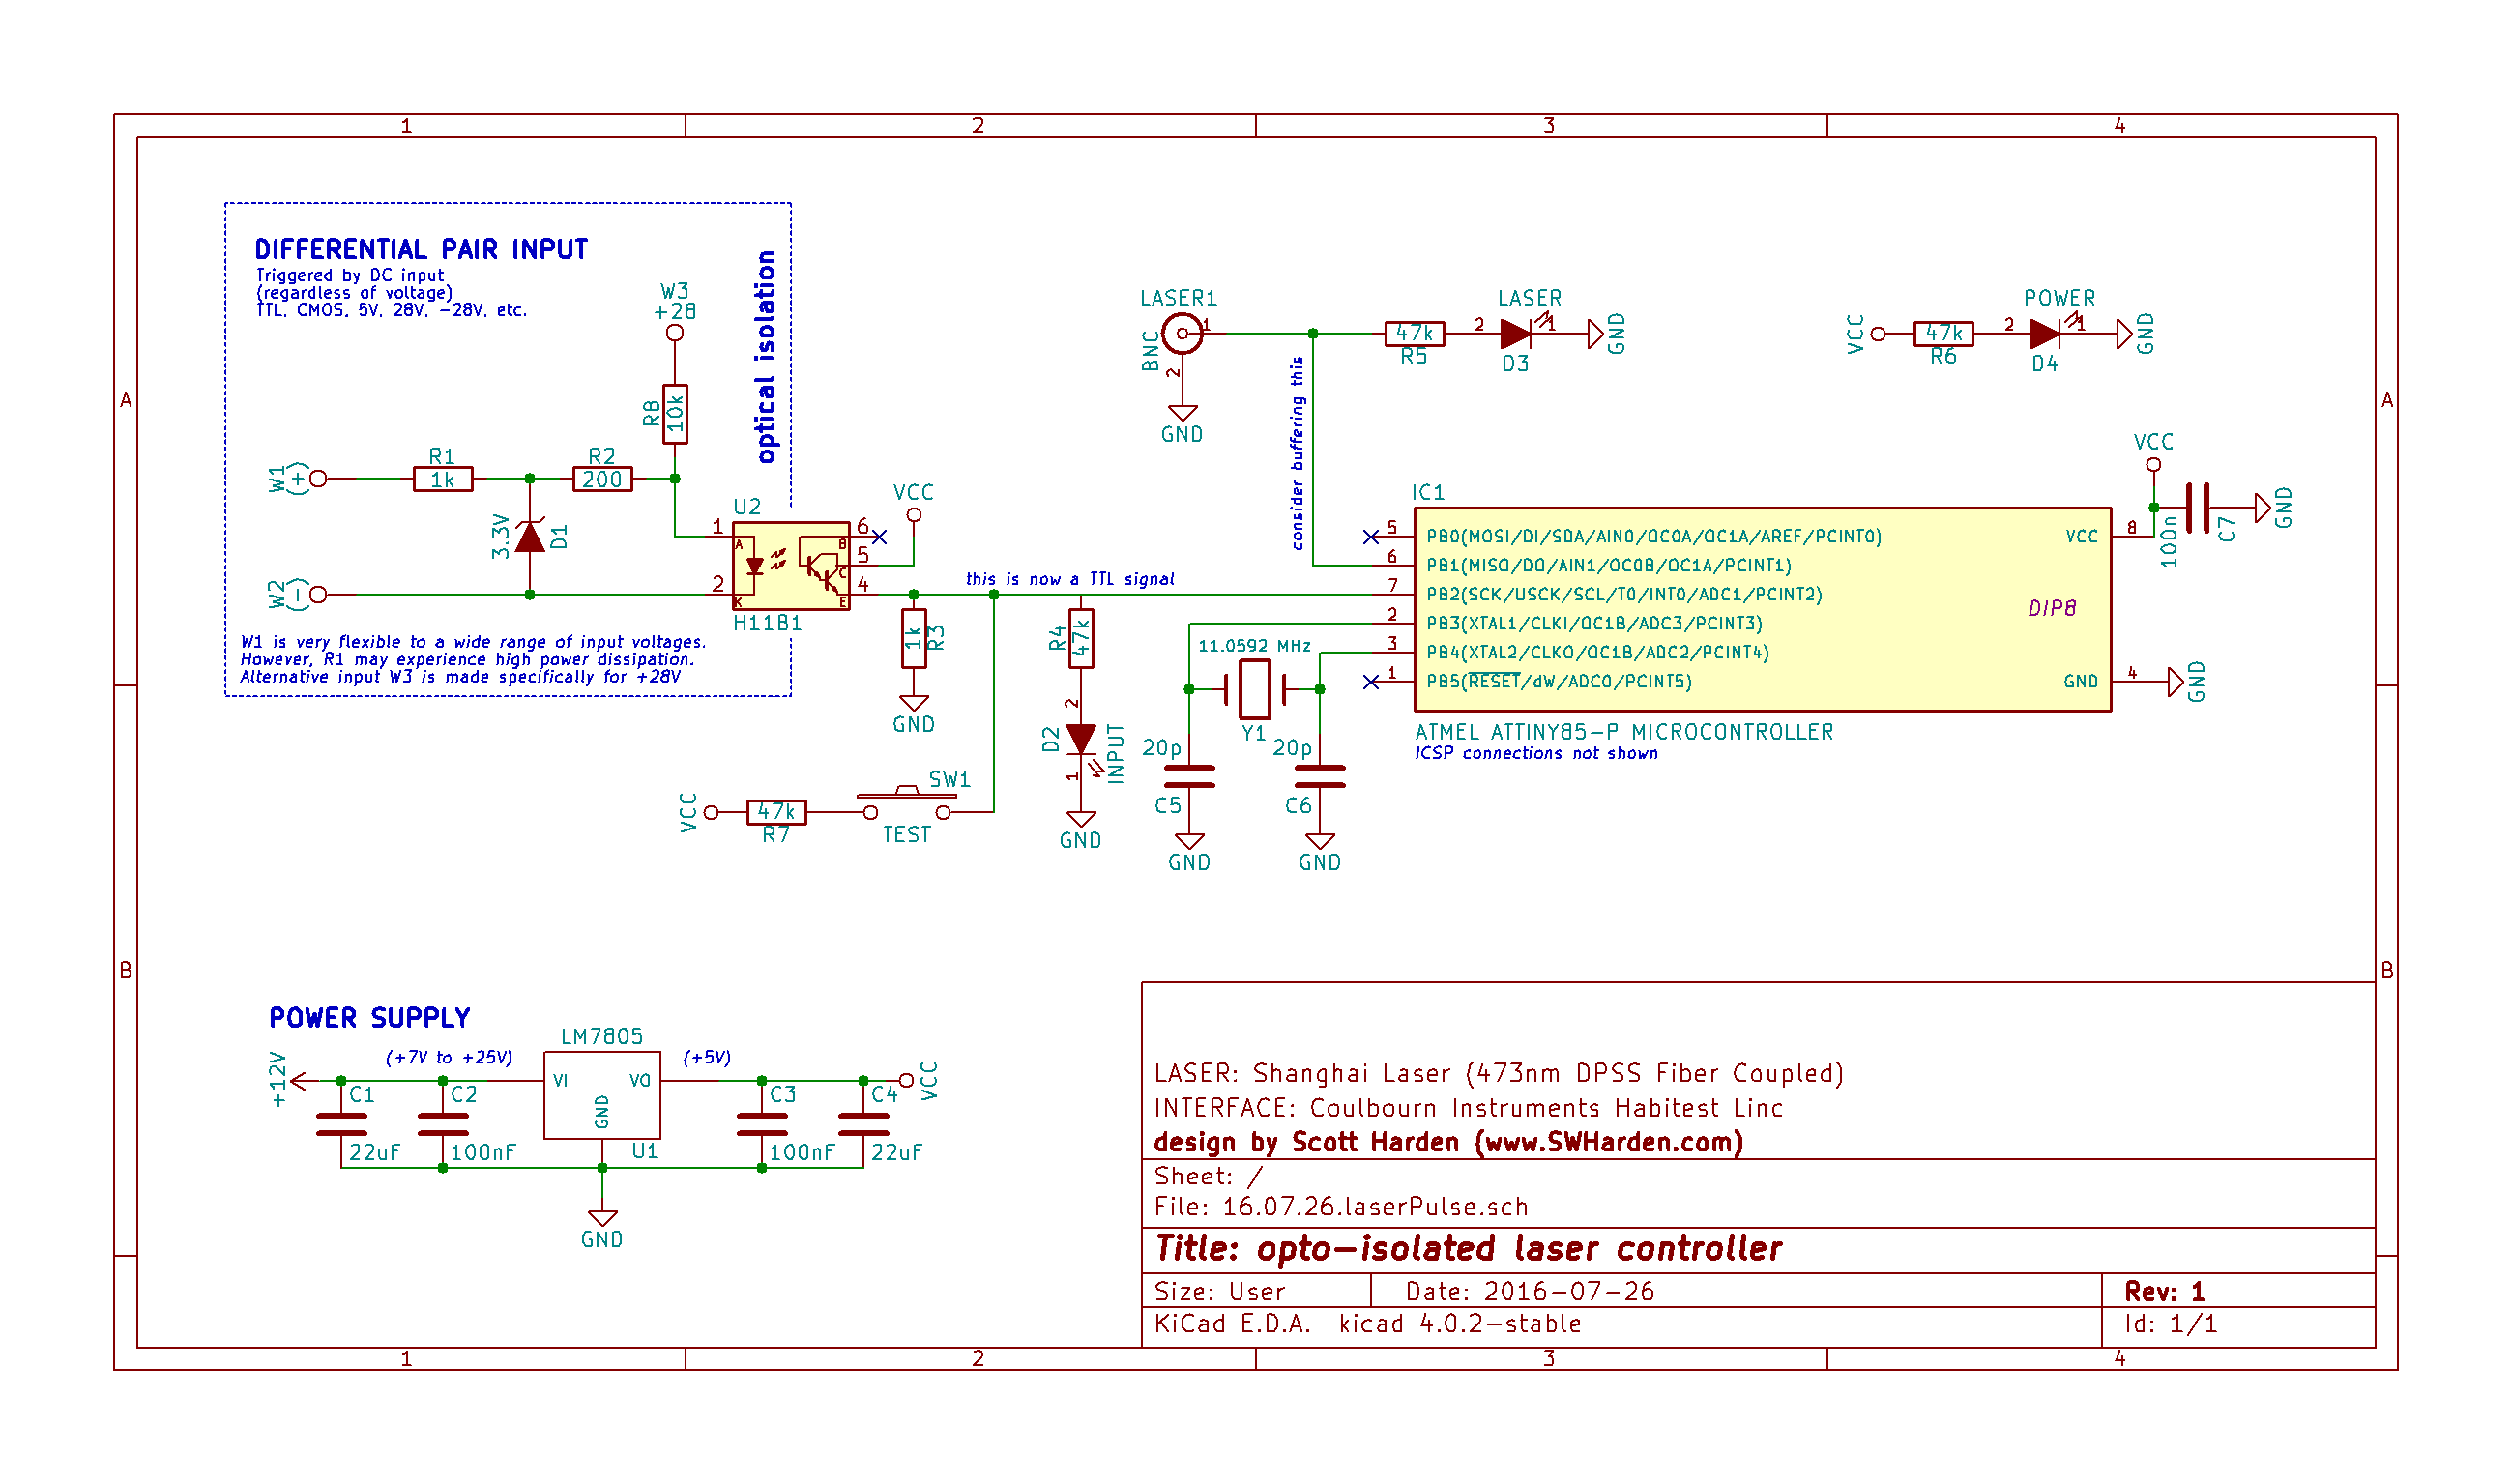 1 2 3 4
A A
B B
DIFFERENTIAL PAIR INPUT
Triggered by DC input
(regardless of voltage)
TTL, CMOS, 5V, 28V, -28V, etc.
optical isolation
W3
+28
R8
10k
W1
(+)
R1
1k
R2
200
3.3V
D1
W2
(-)
U2
1
2
6
5
4
A
K
B
C
E
H11B1
VCC
W1 is very flexible to a wide range of input voltages.
However, R1 may experience high power dissipation.
Alternative input W3 is made specifically for +28V
this is now a TTL signal
1k
R3
GND
R4
47k
2
D2
INPUT
1
GND
VCC
47k
R7
SW1
TEST
LASER1
BNC
1
2
GND
consider buffering this
47k
R5
LASER
2
1
D3
GND
VCC
47k
R6
POWER
2
1
D4
GND
IC1
5 PB0(MOSI/DI/SDA/AIN0/OC0A/OC1A/AREF/PCINT0)
6 PB1(MISO/DO/AIN1/OC0B/OC1A/PCINT1)
7 PB2(SCK/USCK/SCL/T0/INT0/ADC1/PCINT2)
2 PB3(XTAL1/CLKI/OC1B/ADC3/PCINT3)
3 PB4(XTAL2/CLKO/OC1B/ADC2/PCINT4)
1 PB5(RESET/dW/ADC0/PCINT5)
VCC 8
DIP8
GND 4
GND
VCC
100n
C7
GND
ATMEL ATTINY85-P MICROCONTROLLER
ICSP connections not shown
11.0592 MHz
Y1
20p
C5
GND
20p
C6
GND
POWER SUPPLY
+12V
(+7V to +25V)
LM7805
(+5V)
VI
VO
GND
U1
C1
22uF
C2
100nF
C3
100nF
C4
22uF
VCC
GND
LASER: Shanghai Laser (473nm DPSS Fiber Coupled)
INTERFACE: Coulbourn Instruments Habitest Linc
design by Scott Harden (www.SWHarden.com)
Sheet: /
File: 16.07.26.laserPulse.sch
Title: opto-isolated laser controller
Size: User Date: 2016-07-26 Rev: 1
KiCad E.D.A. kicad 4.0.2-stable Id: 1/1
1 2 3 4